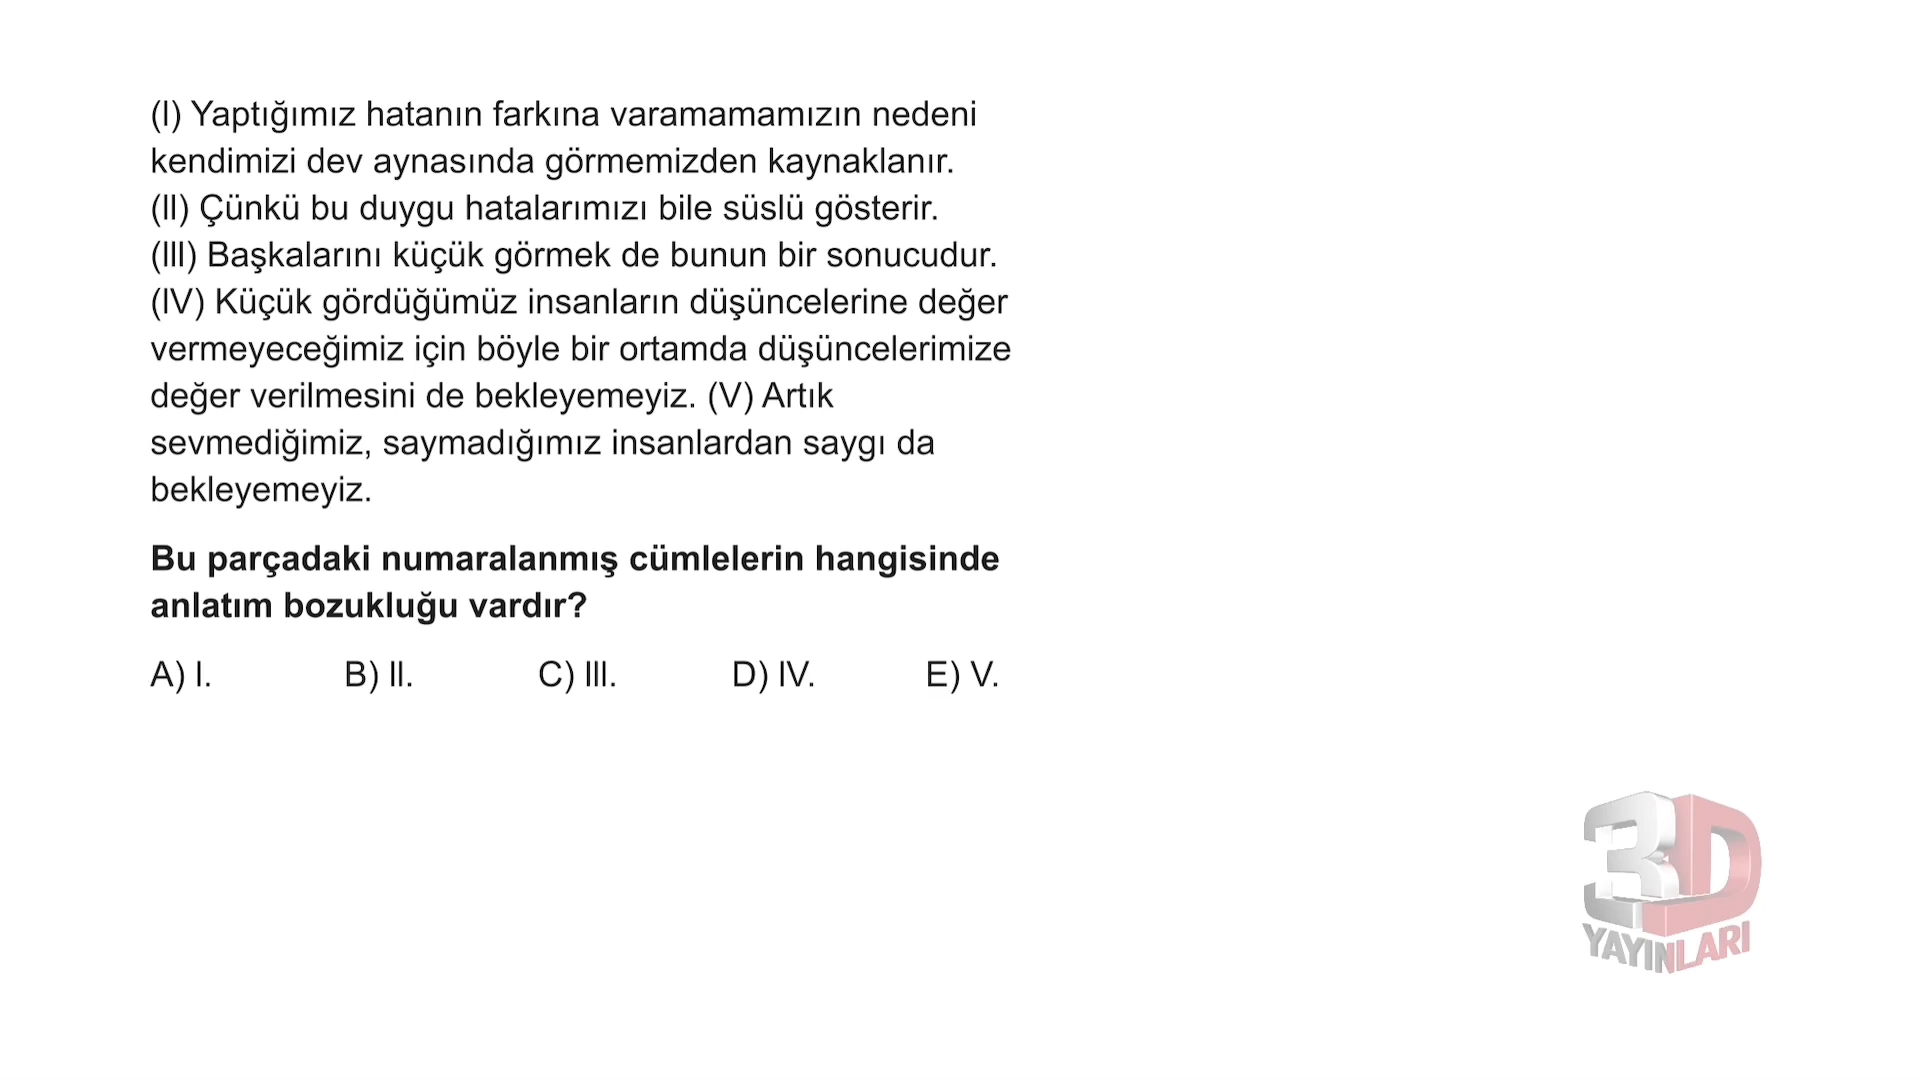 (I) Yaptığımız hatanın farkına varamamamızın nedeni
kendimizi dev aynasında görmemizden kaynaklanır.
(II) Çünkü bu duygu hatalarımızı bile süslü gösterir.
(III) Başkalarını küçük görmek de bunun bir sonucudur.
(IV) Küçük gördüğümüz insanların düşüncelerine değer
vermeyeceğimiz için böyle bir ortamda düşüncelerimize
değer verilmesini de bekleyemeyiz. (V) Artık
sevmediğimiz, saymadığımız insanlardan saygı da
bekleyemeyiz.
Bu parçadaki numaralanmış cümlelerin hangisinde
anlatım bozukluğu vardır?
A) I. B) II. C) III. D) IV. E) V.
3D
YAYINLARI